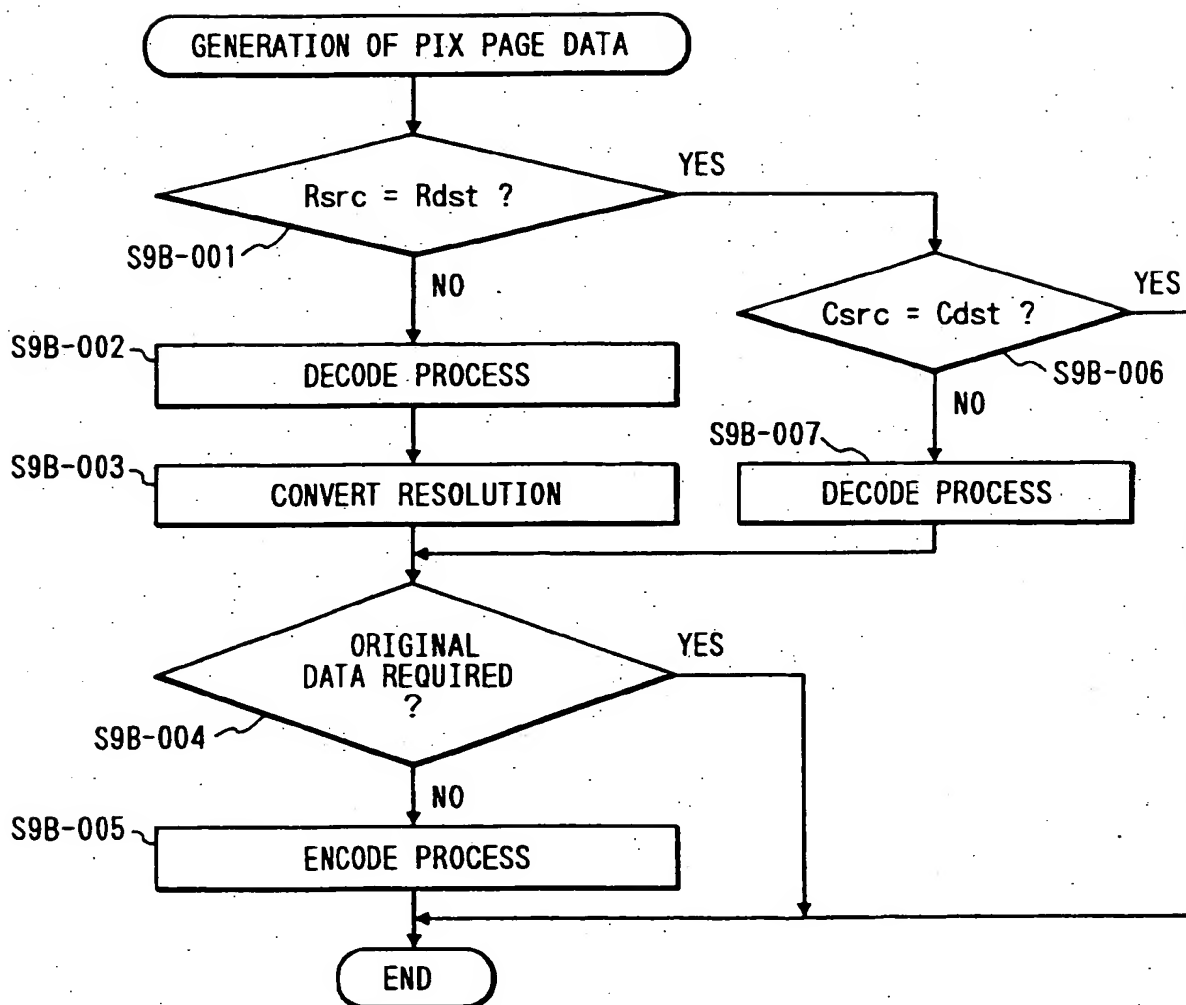 GENERATION OF PIX PAGE DATA
Rsrc = Rdst ?
YES
S9B-001
NO
Csrc = Cdst ?
YES
S9B-006
NO
S9B-002
DECODE PROCESS
S9B-007
DECODE PROCESS
S9B-003
CONVERT RESOLUTION
ORIGINAL
DATA REQUIRED
?
YES
S9B-004
NO
S9B-005
ENCODE PROCESS
END